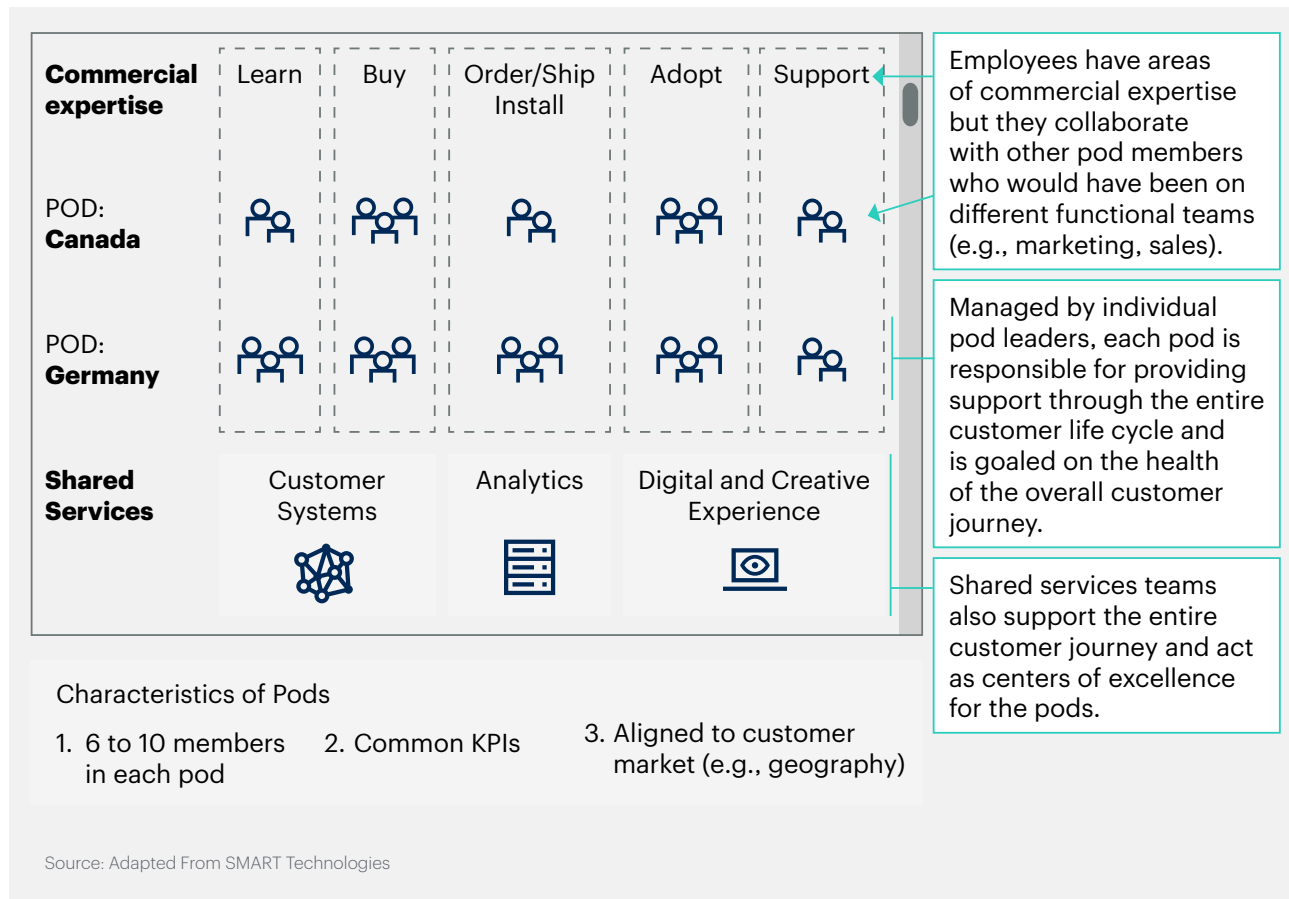 Commercial
expertise
Learn
Buy
Order/Ship
Install
Adopt
Support
POD:
Canada
POD:
Germany
Shared
Services
Customer
Systems
Analytics
Digital and Creative
Experience
Employees have areas
of commercial expertise
but they collaborate
with other pod members
who would have been on
different functional teams
(e.g., marketing, sales).
Managed by individual
pod leaders, each pod is
responsible for providing
support through the entire
customer life cycle and
is goaled on the health
of the overall customer
journey.
Shared services teams
also support the entire
customer journey and act
as centers of excellence
for the pods.
Characteristics of Pods
1. 6 to 10 members
in each pod
2. Common KPIs
3. Aligned to customer
market (e.g., geography)
Source: Adapted From SMART Technologies